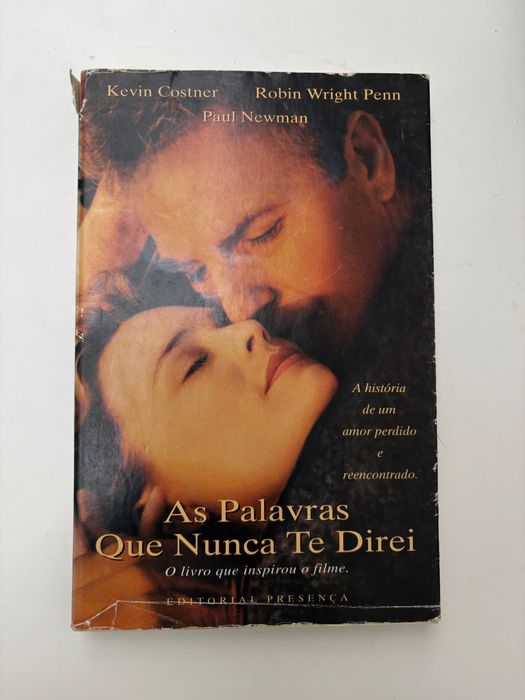 Kevin Costner Robin Wright Penn
Paul Newman
A história
de um
amor perdido
e
reencontrado.
As Palavras
Que Nunca Te Direi
O livro que inspirou o filme.
EDITORIAL PRESENÇA